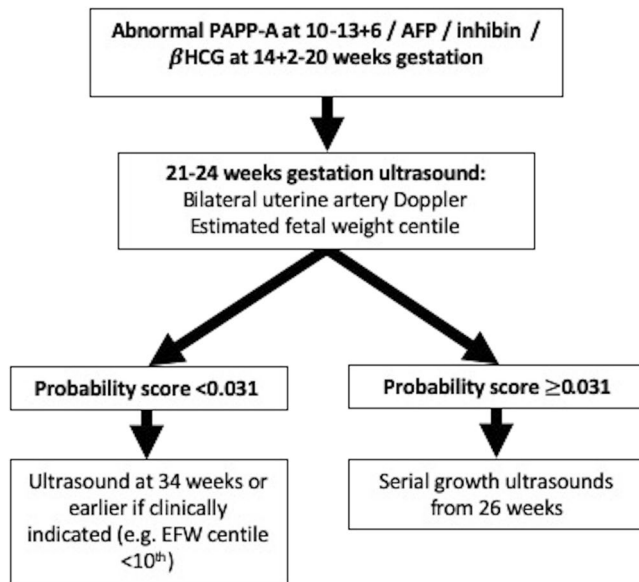 Abnormal PAPP-A at 10-13+6 / AFP / inhibin /
βHCG at 14+2-20 weeks gestation
21-24 weeks gestation ultrasound:
Bilateral uterine artery Doppler
Estimated fetal weight centile
Probability score <0.031
Probability score ≥0.031
Ultrasound at 34 weeks or
earlier if clinically
indicated (e.g. EFW centile
<10th)
Serial growth ultrasounds
from 26 weeks